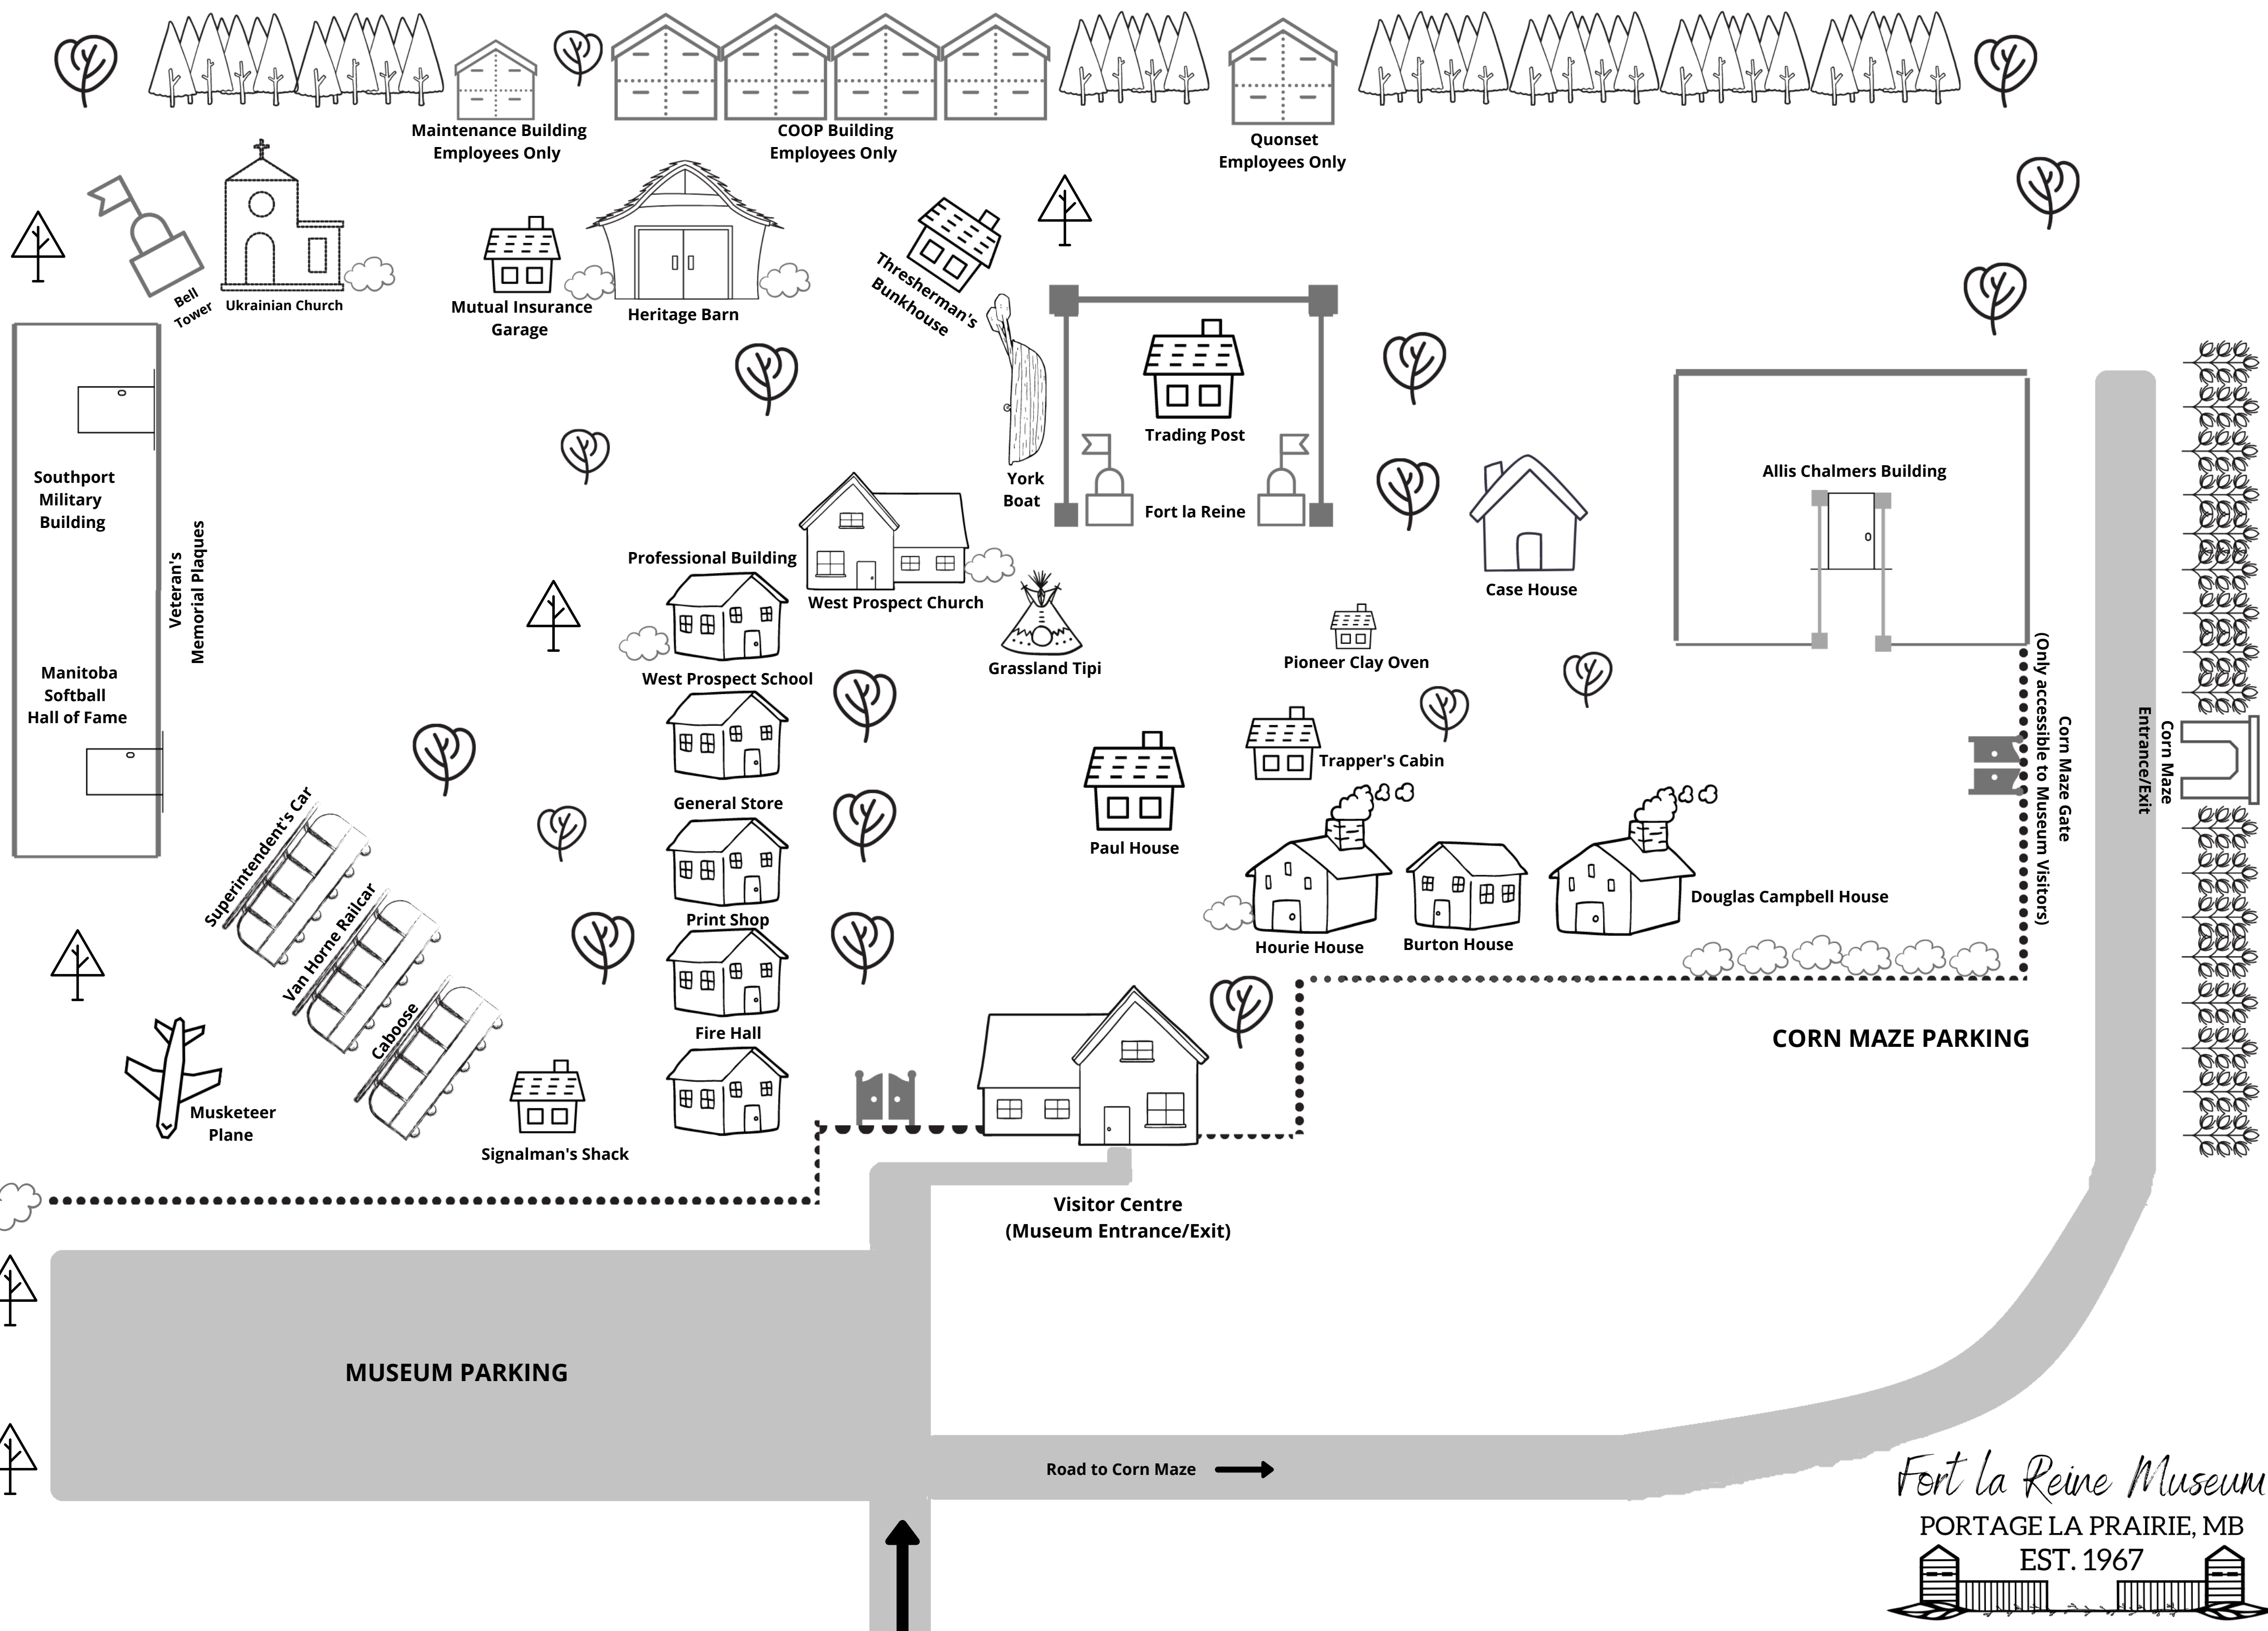 Maintenance Building
Employees Only
COOP Building
Employees Only
Quonset
Employees Only
Bell
Tower
Ukrainian Church
Mutual Insurance
Garage
Heritage Barn
Thresherman's
Bunkhouse
York
Boat
Trading Post
Fort la Reine
Allis Chalmers Building
Southport
Military
Building
Veteran's
Memorial Plaques
Manitoba
Softball
Hall of Fame
Professional Building
West Prospect Church
Grassland Tipi
Case House
Pioneer Clay Oven
West Prospect School
Trapper's Cabin
Paul House
General Store
Corn Maze Gate
(Only accessible to Museum Visitors)
Corn Maze
Entrance/Exit
Superintendent's Car
Van Horne Railcar
Caboose
Print Shop
Hourie House
Burton House
Douglas Campbell House
Fire Hall
CORN MAZE PARKING
Musketeer
Plane
Signalman's Shack
Visitor Centre
(Museum Entrance/Exit)
MUSEUM PARKING
Road to Corn Maze
Fort la Reine Museum
PORTAGE LA PRAIRIE, MB
EST. 1967